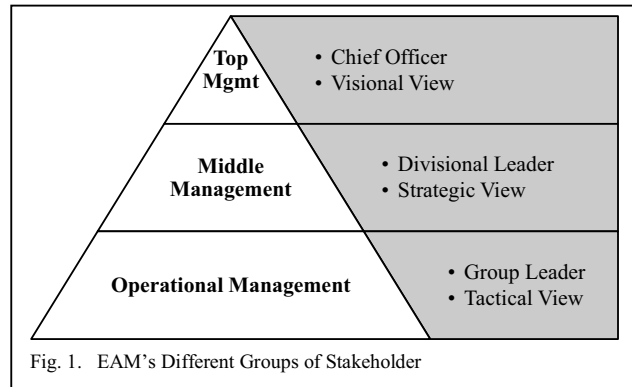 Top
Mgmt
• Chief Officer
• Visional View
Middle
Management
• Divisional Leader
• Strategic View
Operational Management
• Group Leader
• Tactical View
Fig. 1. EAM's Different Groups of Stakeholder